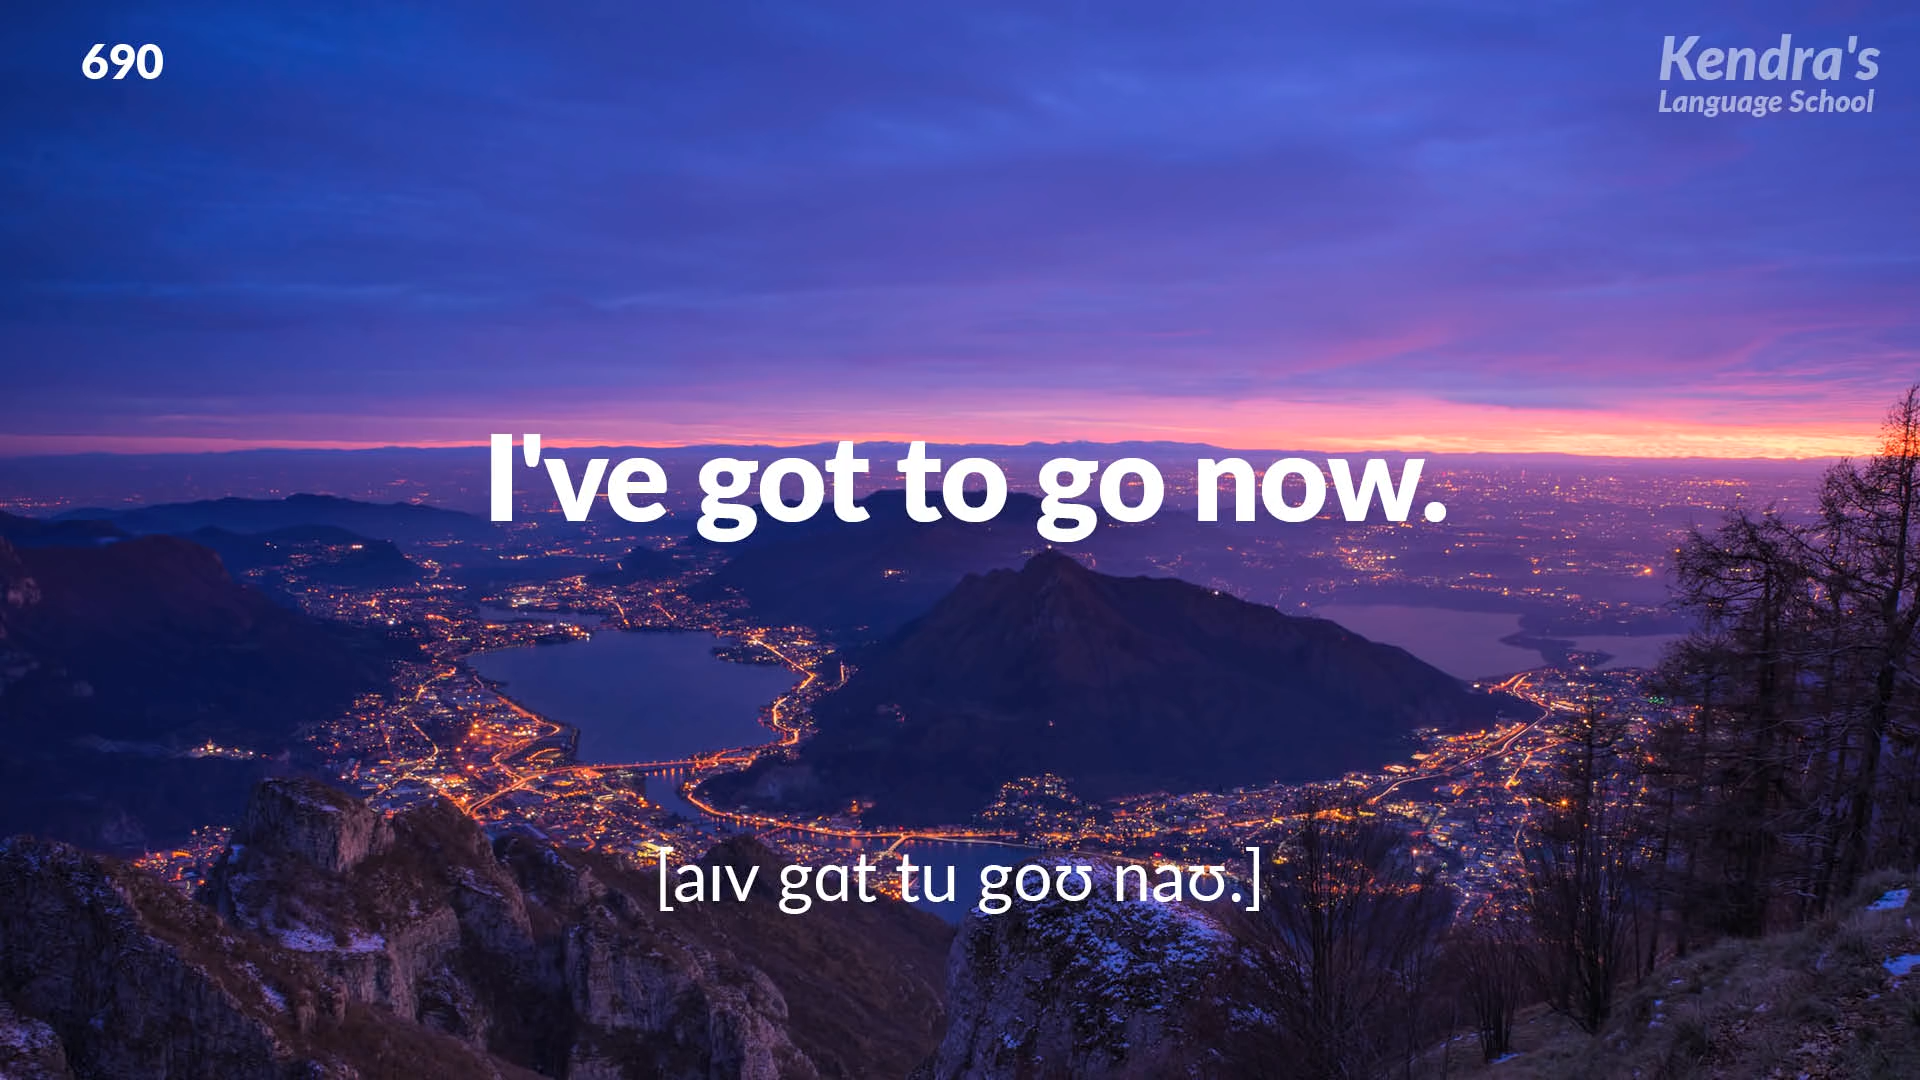 690
Kendra's
Language School
I've got to go now.
[aɪv gɑt tu goʊ naʊ.]